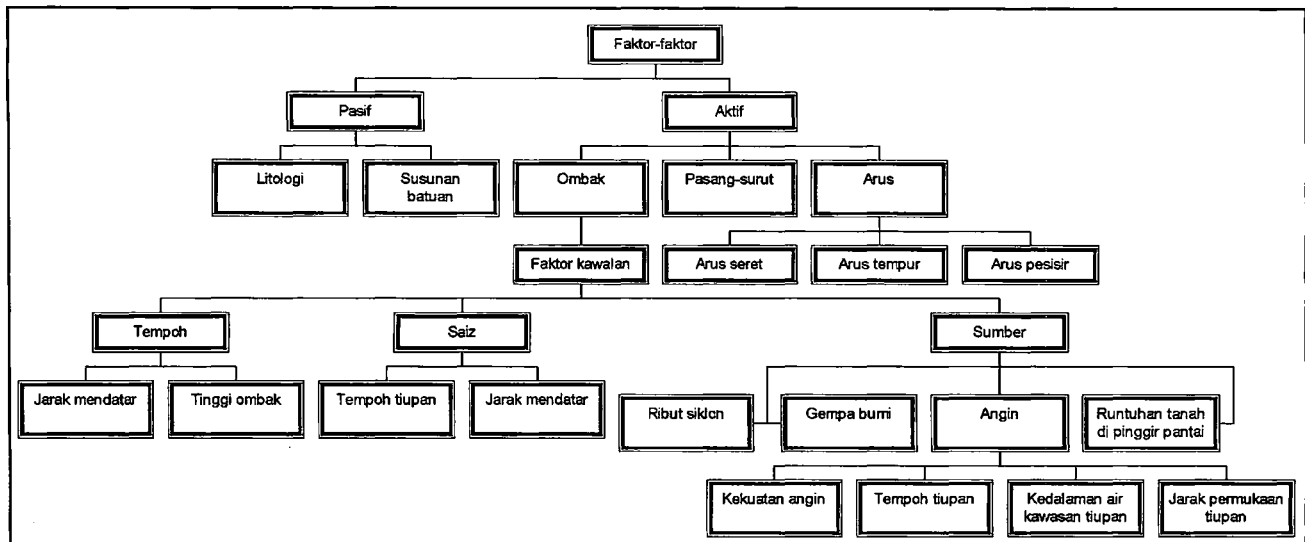 Faktor-faktor
Pasif
Aktif
Litologi
Susunan
batuan
Ombak
Pasang-surut
Arus
Faktor kawalan
Arus seret
Arus tempur
Arus pesisir
Tempoh
Saiz
Sumber
Jarak mendatar
Tinggi ombak
Tempoh tiupan
Jarak mendatar
Ribut siklon
Gempa bumi
Angin
Runtuhan tanah
di pinggir pantai
Kekuatan angin
Tempoh tiupan
Kedalaman air
kawasan tiupan
Jarak permukaan
tiupan